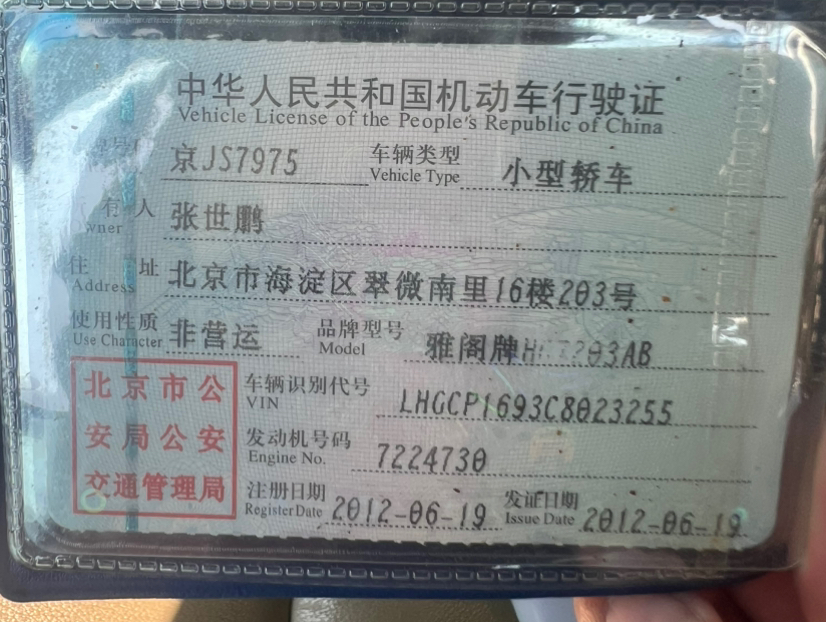 中华人民共和国机动车行驶证
Vehicle License of the People's Republic of China
京JS7975 车辆类型 小型轿车
Vehicle Type
有人 张世鹏
住址 北京市海淀区翠微南里16楼203号
Address
使用性质 非营运 品牌型号 雅阁牌
Use Character Model
北京市公 车辆识别代号 LHGCP1693C8023255
VIN
安局公安 发动机号码 7224730
Engine No.
交通管理局 注册日期 2012-06-19 发证日期 2012-06-19
Register Date Issue Date